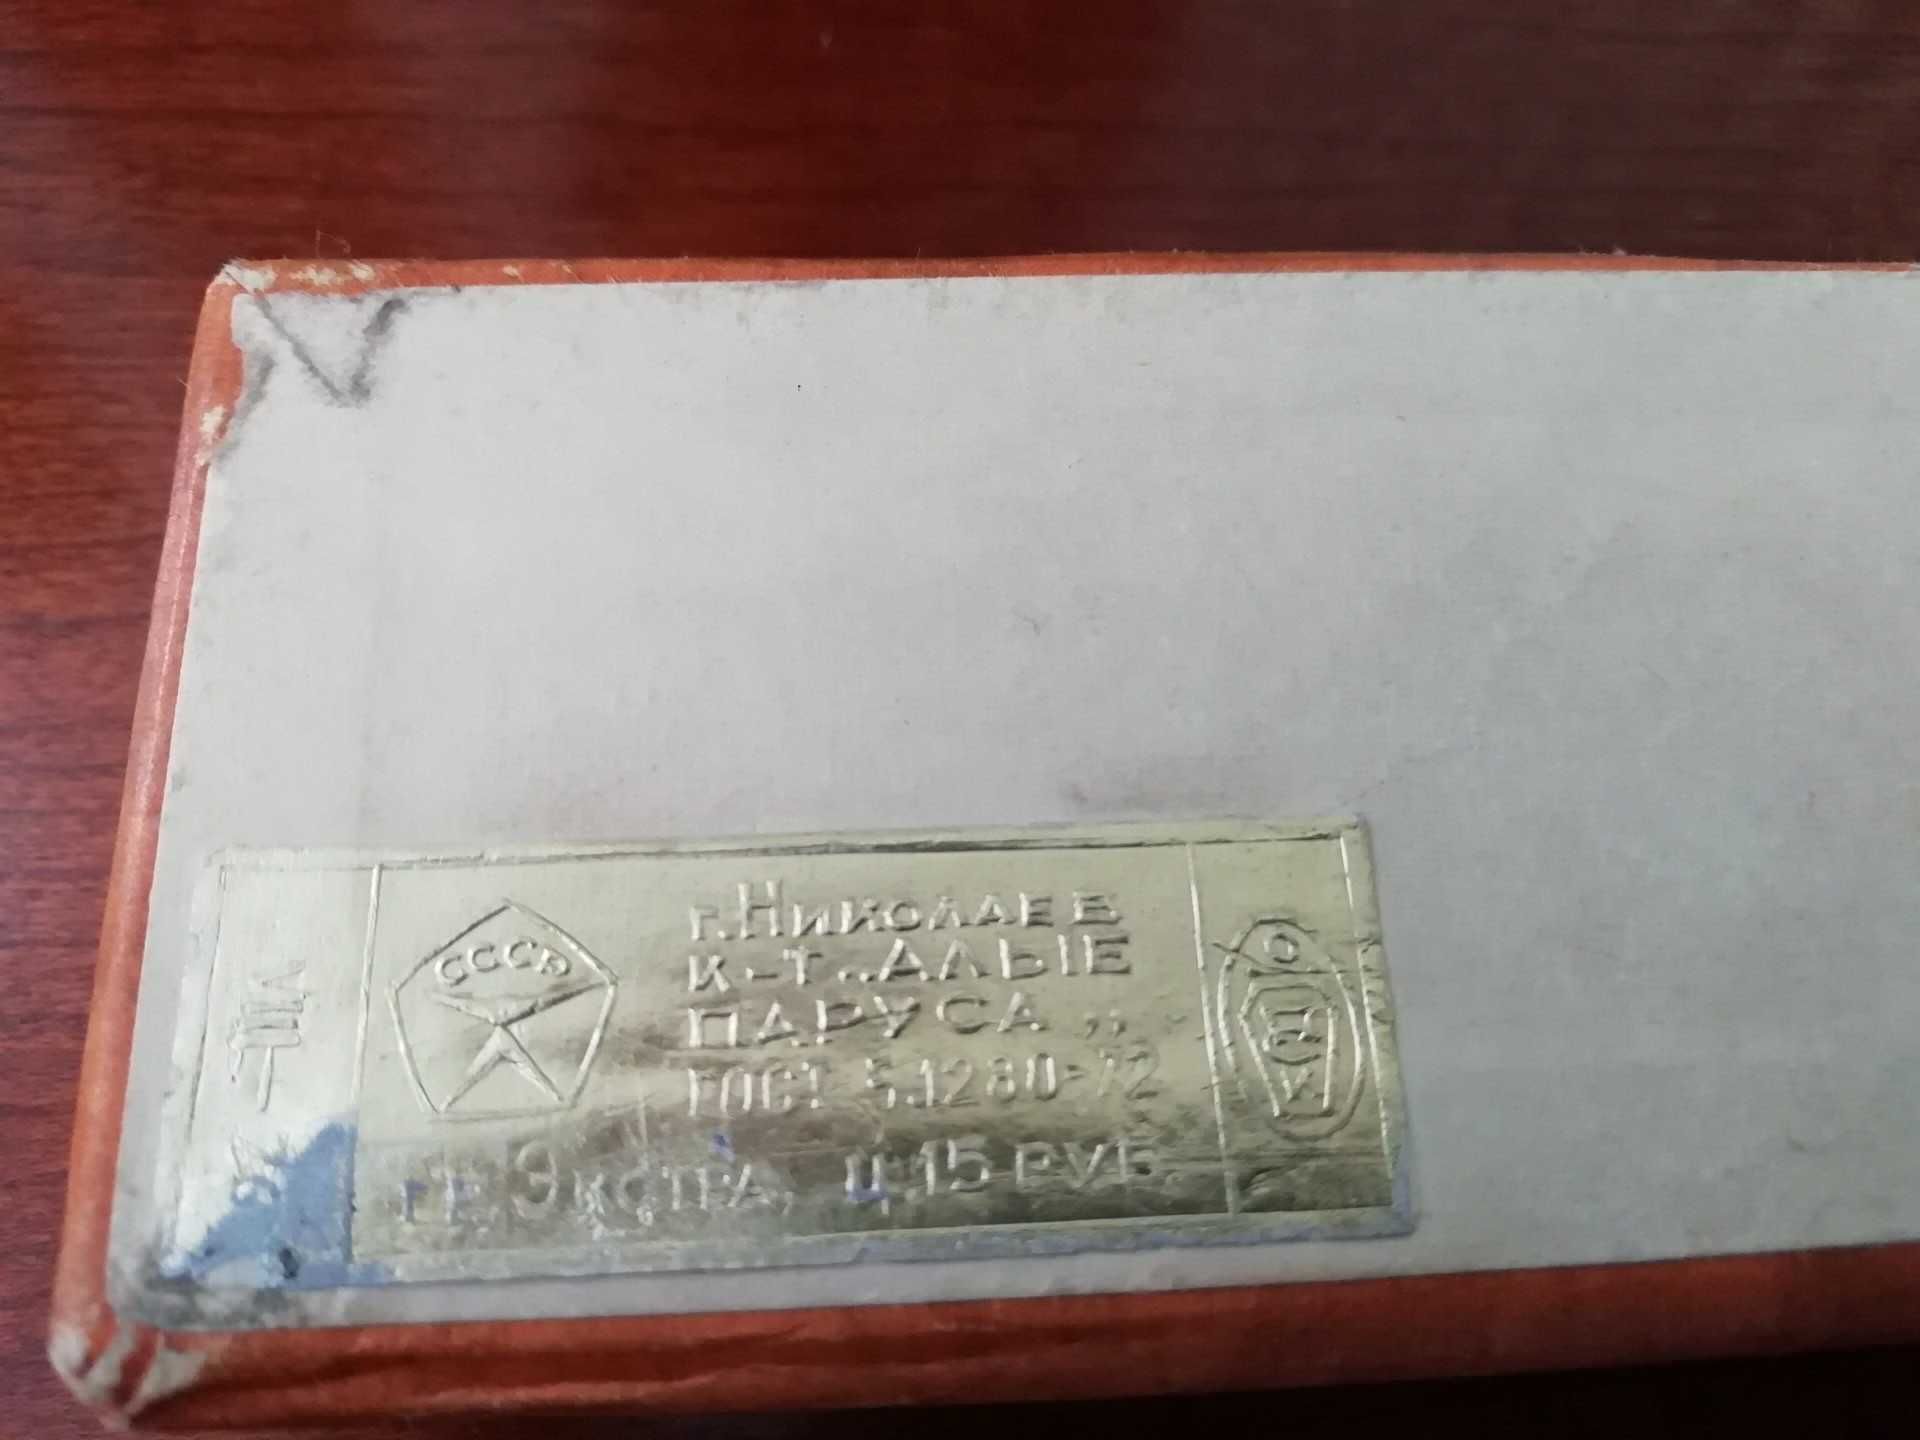 СССР
г. Николаев
к-т „Алые
паруса„
ГОСТ 5.1280-72
гр. Экстра, ц. 15 руб.